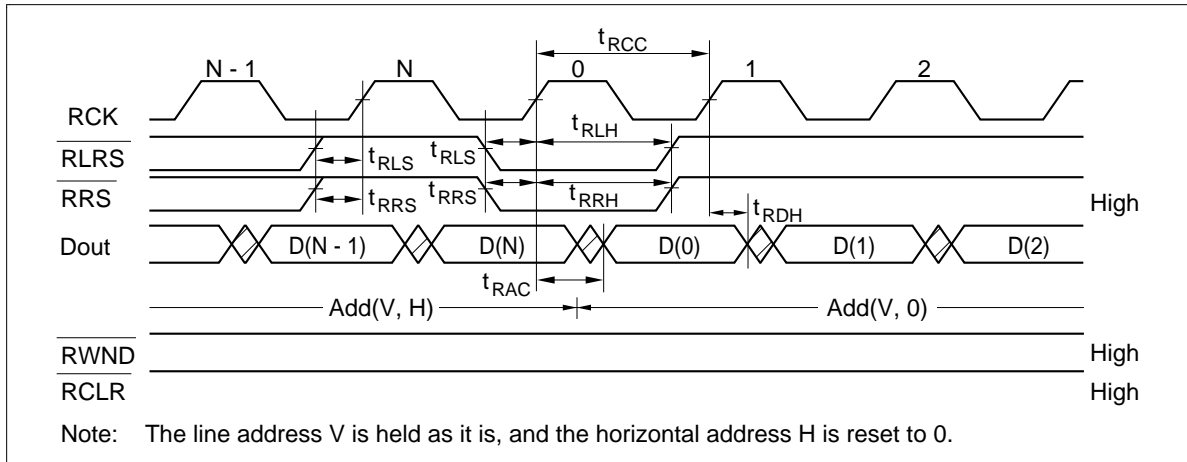 tRCC
N - 1 N 0 1 2
RCK
tRLH
RLRS tRLS tRLS
RRS tRRS tRRS tRRH High
tRDH
Dout D(N - 1) D(N) D(0) D(1) D(2)
tRAC
Add(V, H) Add(V, 0)
RWND High
RCLR High
Note: The line address V is held as it is, and the horizontal address H is reset to 0.